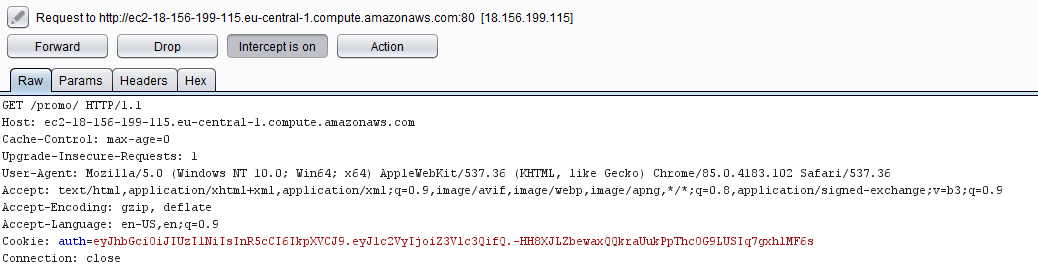 Request to http://ec2-18-156-199-115.eu-central-1.compute.amazonaws.com:80 [18.156.199.115]
Forward Drop Intercept is on Action
Raw Params Headers Hex
GET /promo/ HTTP/1.1
Host: ec2-18-156-199-115.eu-central-1.compute.amazonaws.com
Cache-Control: max-age=0
Upgrade-Insecure-Requests: 1
User-Agent: Mozilla/5.0 (Windows NT 10.0; Win64; x64) AppleWebKit/537.36 (KHTML, like Gecko) Chrome/85.0.4183.102 Safari/537.36
Accept: text/html,application/xhtml+xml,application/xml;q=0.9,image/avif,image/webp,image/apng,*/*;q=0.8,application/signed-exchange;v=b3;q=0.9
Accept-Encoding: gzip, deflate
Accept-Language: en-US,en;q=0.9
Cookie: auth=eyJhbGciOiJIUzI1NiIsInR5cCI6IkpXVCJ9.eyJ1c2VyIjoiZ3Vlc3QifQ.-HH8XJLZbewaxQQkraUukPpThc0G9LUSIq7gxh1MF6s
Connection: close